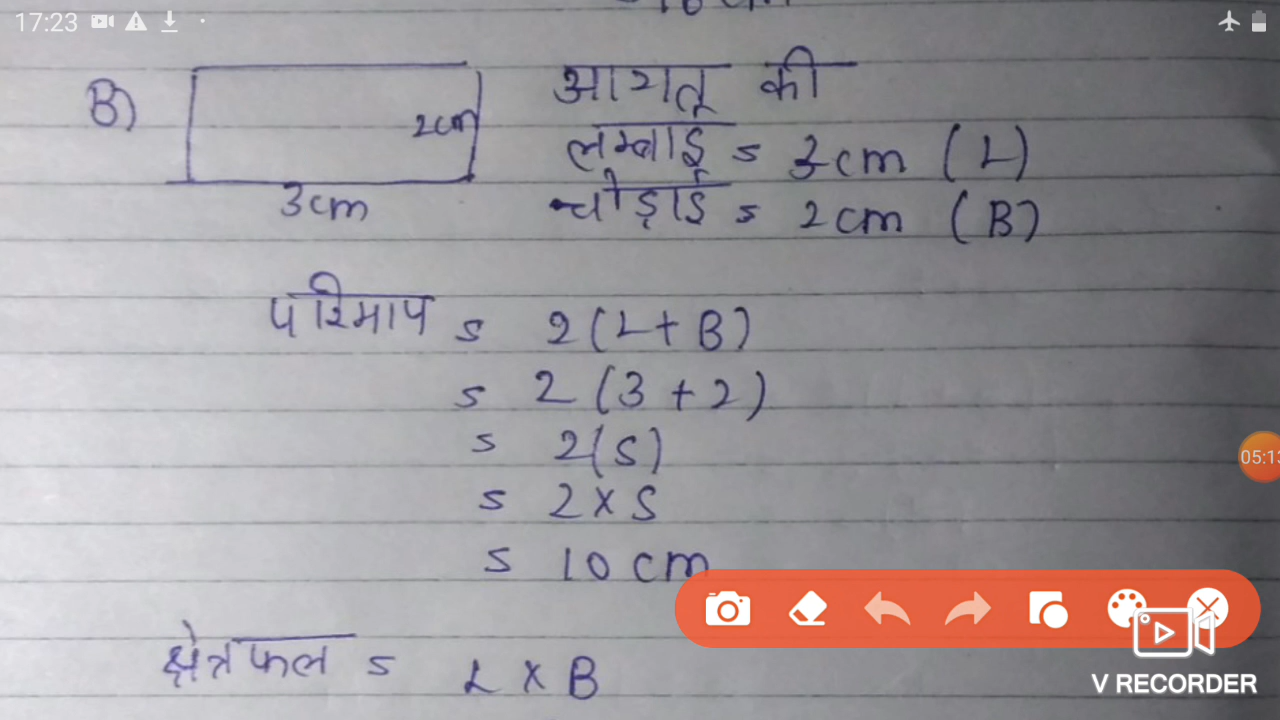 17:23
B)
2cm
3cm
आयत की
लम्बाई = 3cm (L)
चौड़ाई = 2cm (B)
परिमाप = 2(L+B)
= 2(3+2)
= 2(5)
= 2×5
= 10 cm
05:13
क्षेत्रफल = L × B
V RECORDER